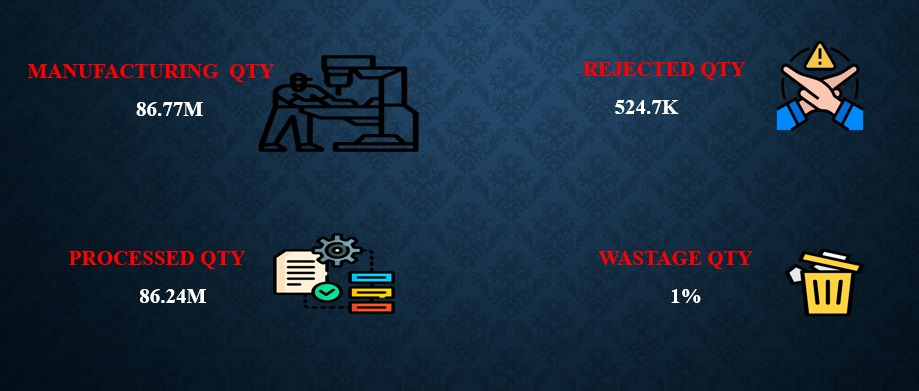 MANUFACTURING QTY
86.77M
REJECTED QTY
524.7K
PROCESSED QTY
86.24M
WASTAGE QTY
1%